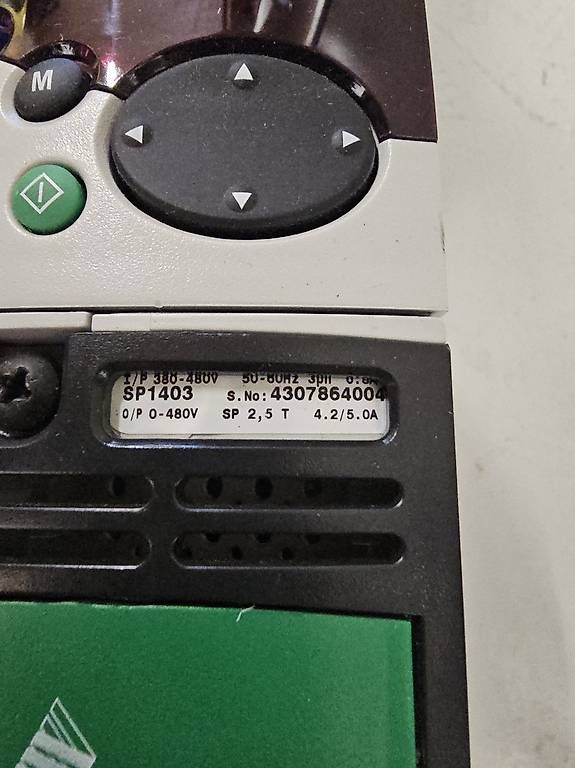 M
I/P 380-480V 50-60Hz 3ph
SP1403 S.No: 4307864004
O/P 0-480V SP 2,5 T 4.2/5.0A